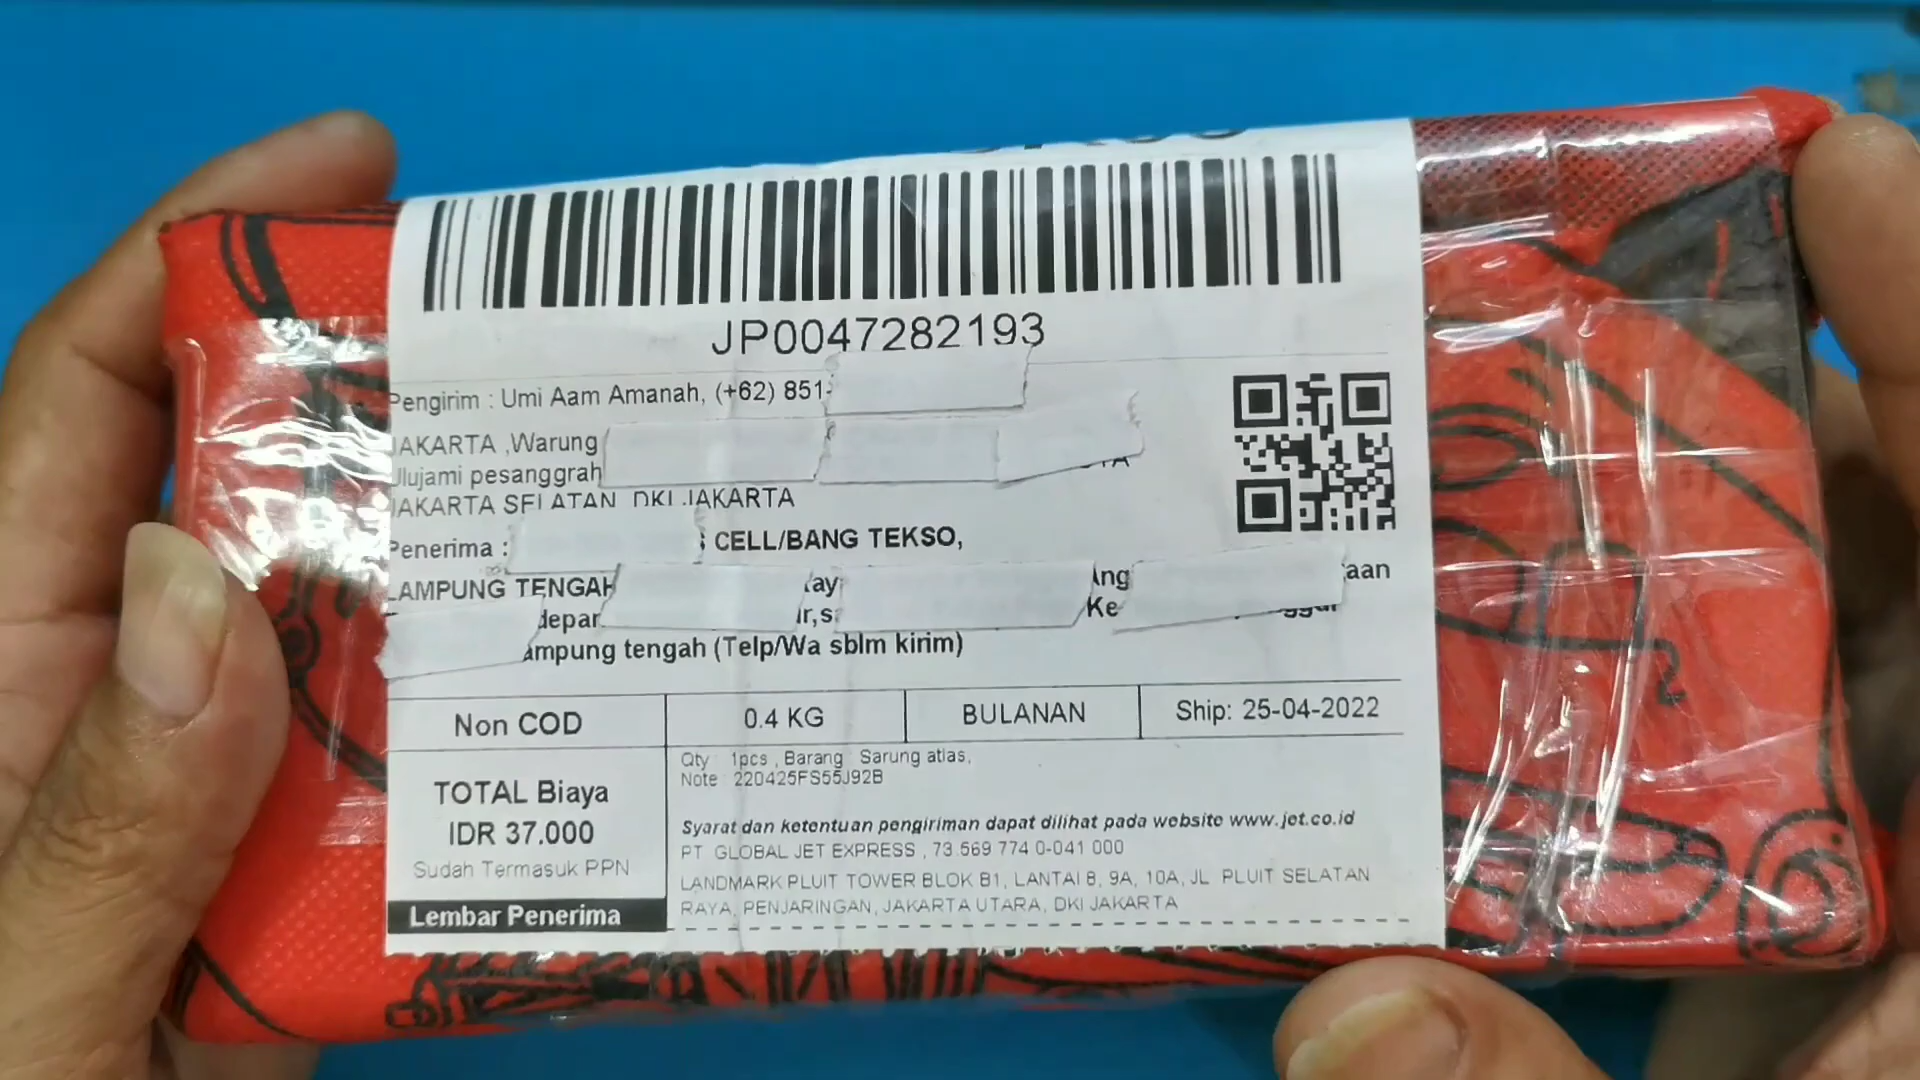 JP0047282193
Pengirim : Umi Aam Amanah, (+62) 851-
JAKARTA ,Warung
Ulujami pesanggrah
JAKARTA SELATAN DKI JAKARTA
Penerima : CELL/BANG TEKSO,
LAMPUNG TENGAH
ampung tengah (Telp/Wa sblm kirim)
Non COD
0.4 KG
BULANAN
Ship: 25-04-2022
TOTAL Biaya
IDR 37.000
Sudah Termasuk PPN
Lembar Penerima
Qty : 1pcs , Barang : Sarung atlas,
Note : 220425FS55J92B
Syarat dan ketentuan pengiriman dapat dilihat pada website www.jet.co.id
PT GLOBAL JET EXPRESS , 73.569 774 0-041 000
LANDMARK PLUIT TOWER BLOK B1, LANTAI 8, 9A, 10A, JL PLUIT SELATAN
RAYA, PENJARINGAN, JAKARTA UTARA, DKI JAKARTA